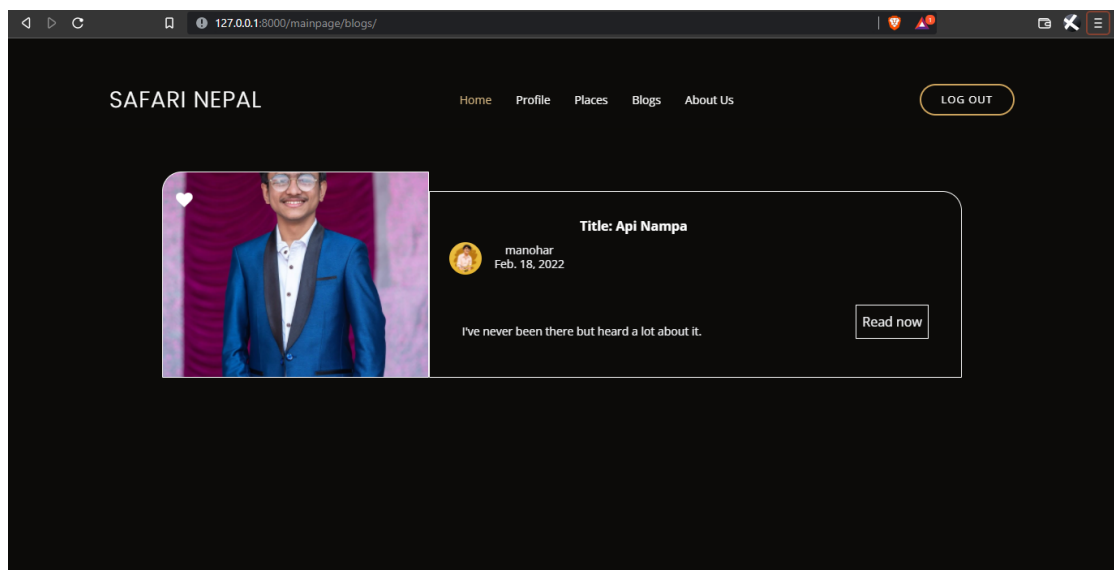 127.0.0.1:8000/mainpage/blogs/
SAFARI NEPAL
Home Profile Places Blogs About Us
LOG OUT
Title: Api Nampa
manohar
Feb. 18, 2022
I've never been there but heard a lot about it.
Read now